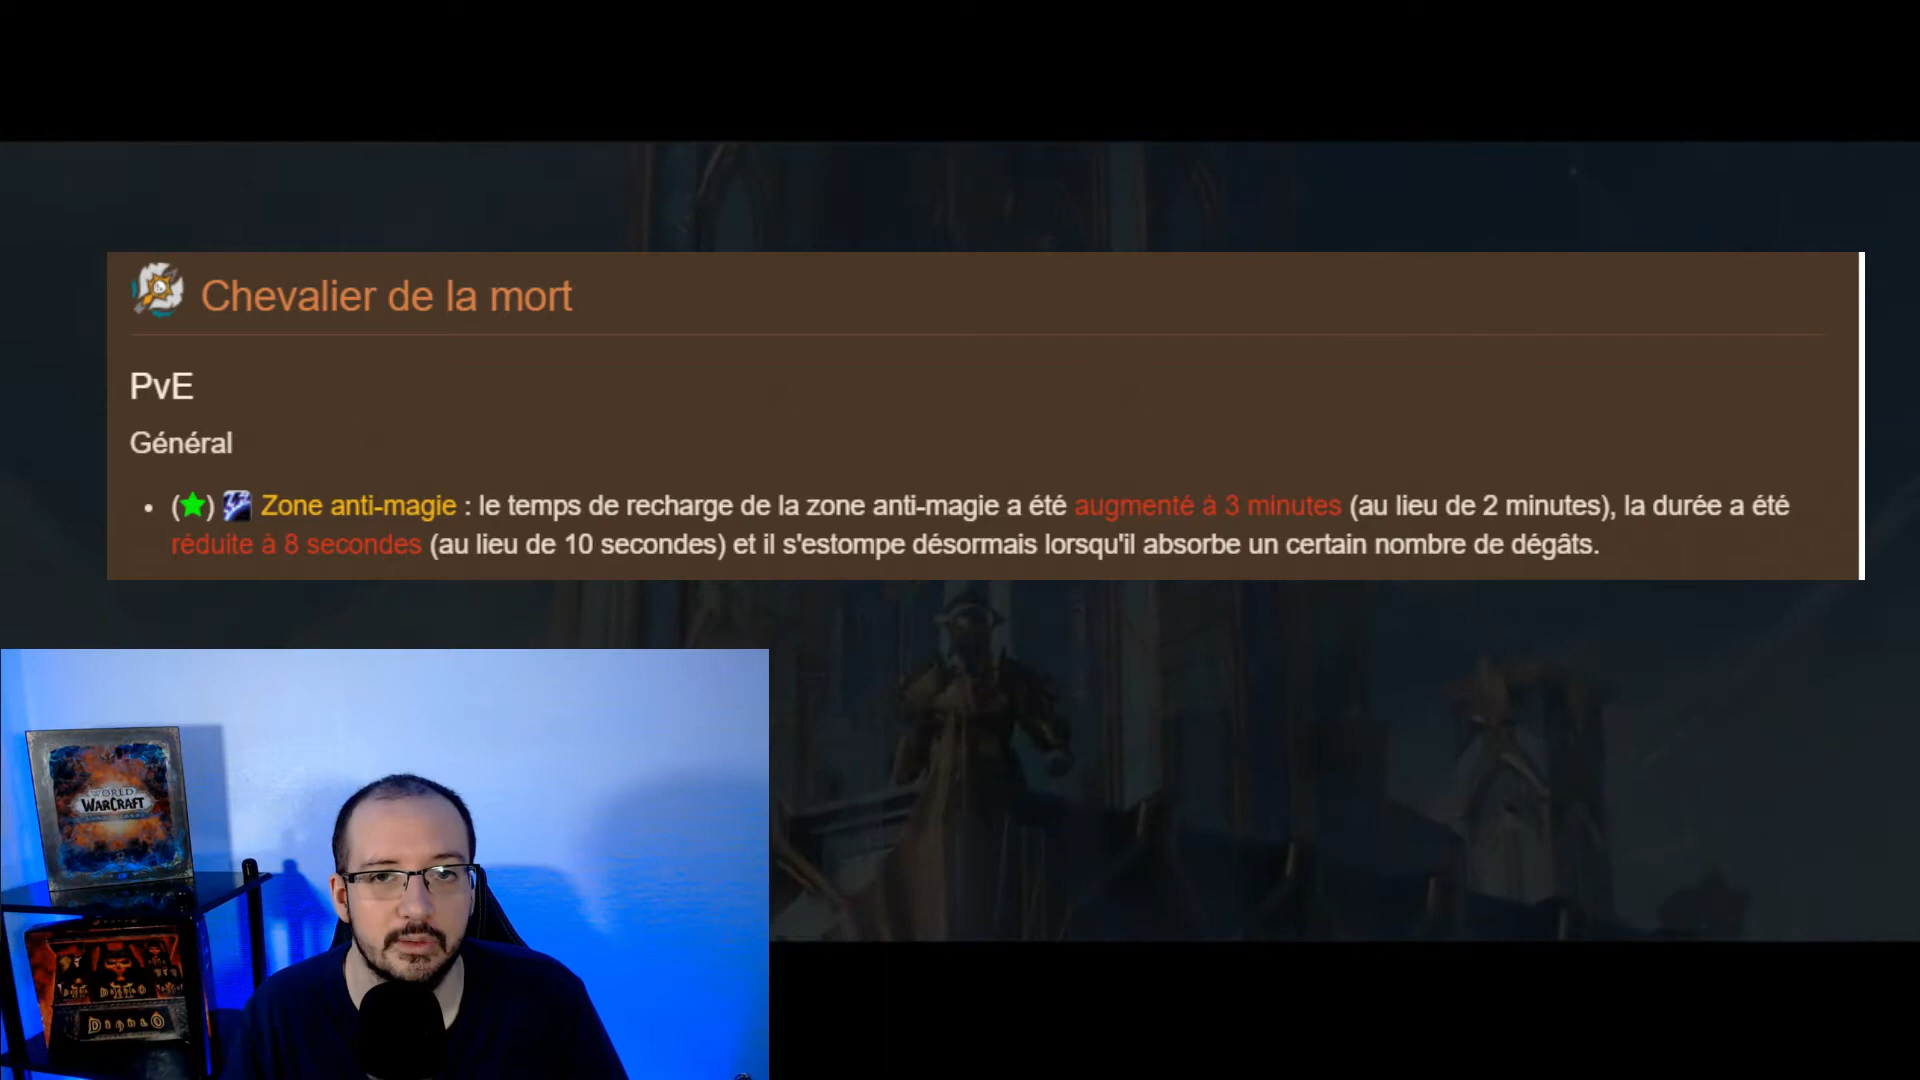 Chevalier de la mort
PvE
Général
• (★) Zone anti-magie : le temps de recharge de la zone anti-magie a été augmenté à 3 minutes (au lieu de 2 minutes), la durée a été
réduite à 8 secondes (au lieu de 10 secondes) et il s'estompe désormais lorsqu'il absorbe un certain nombre de dégâts.
WORLD
WARCRAFT
DIABLO
DIABLO